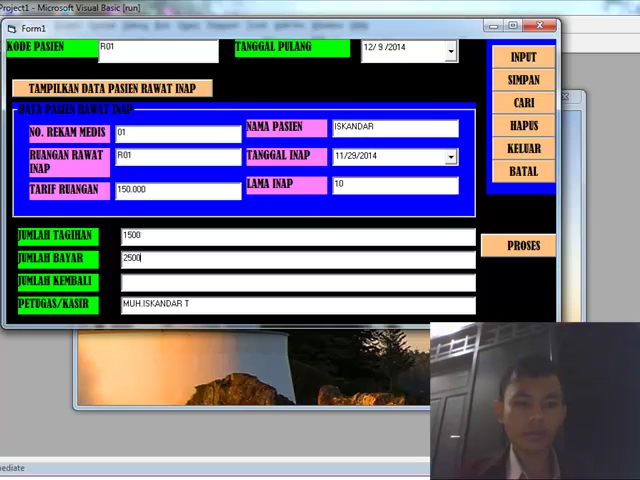 Project1 - Microsoft Visual Basic [run]
Form1
KODE PASIEN R01 TANGGAL PULANG 12/ 9 /2014
INPUT
TAMPILKAN DATA PASIEN RAWAT INAP
SIMPAN
DATA PASIEN RAWAT INAP
CARI
NO. REKAM MEDIS 01 NAMA PASIEN ISKANDAR
HAPUS
RUANGAN RAWAT INAP R01 TANGGAL INAP 11/29/2014
KELUAR
TARIF RUANGAN 150.000 LAMA INAP 10
BATAL
JUMLAH TAGIHAN 1500
PROSES
JUMLAH BAYAR 2500
JUMLAH KEMBALI
PETUGAS/KASIR MUH.ISKANDAR T
ediate